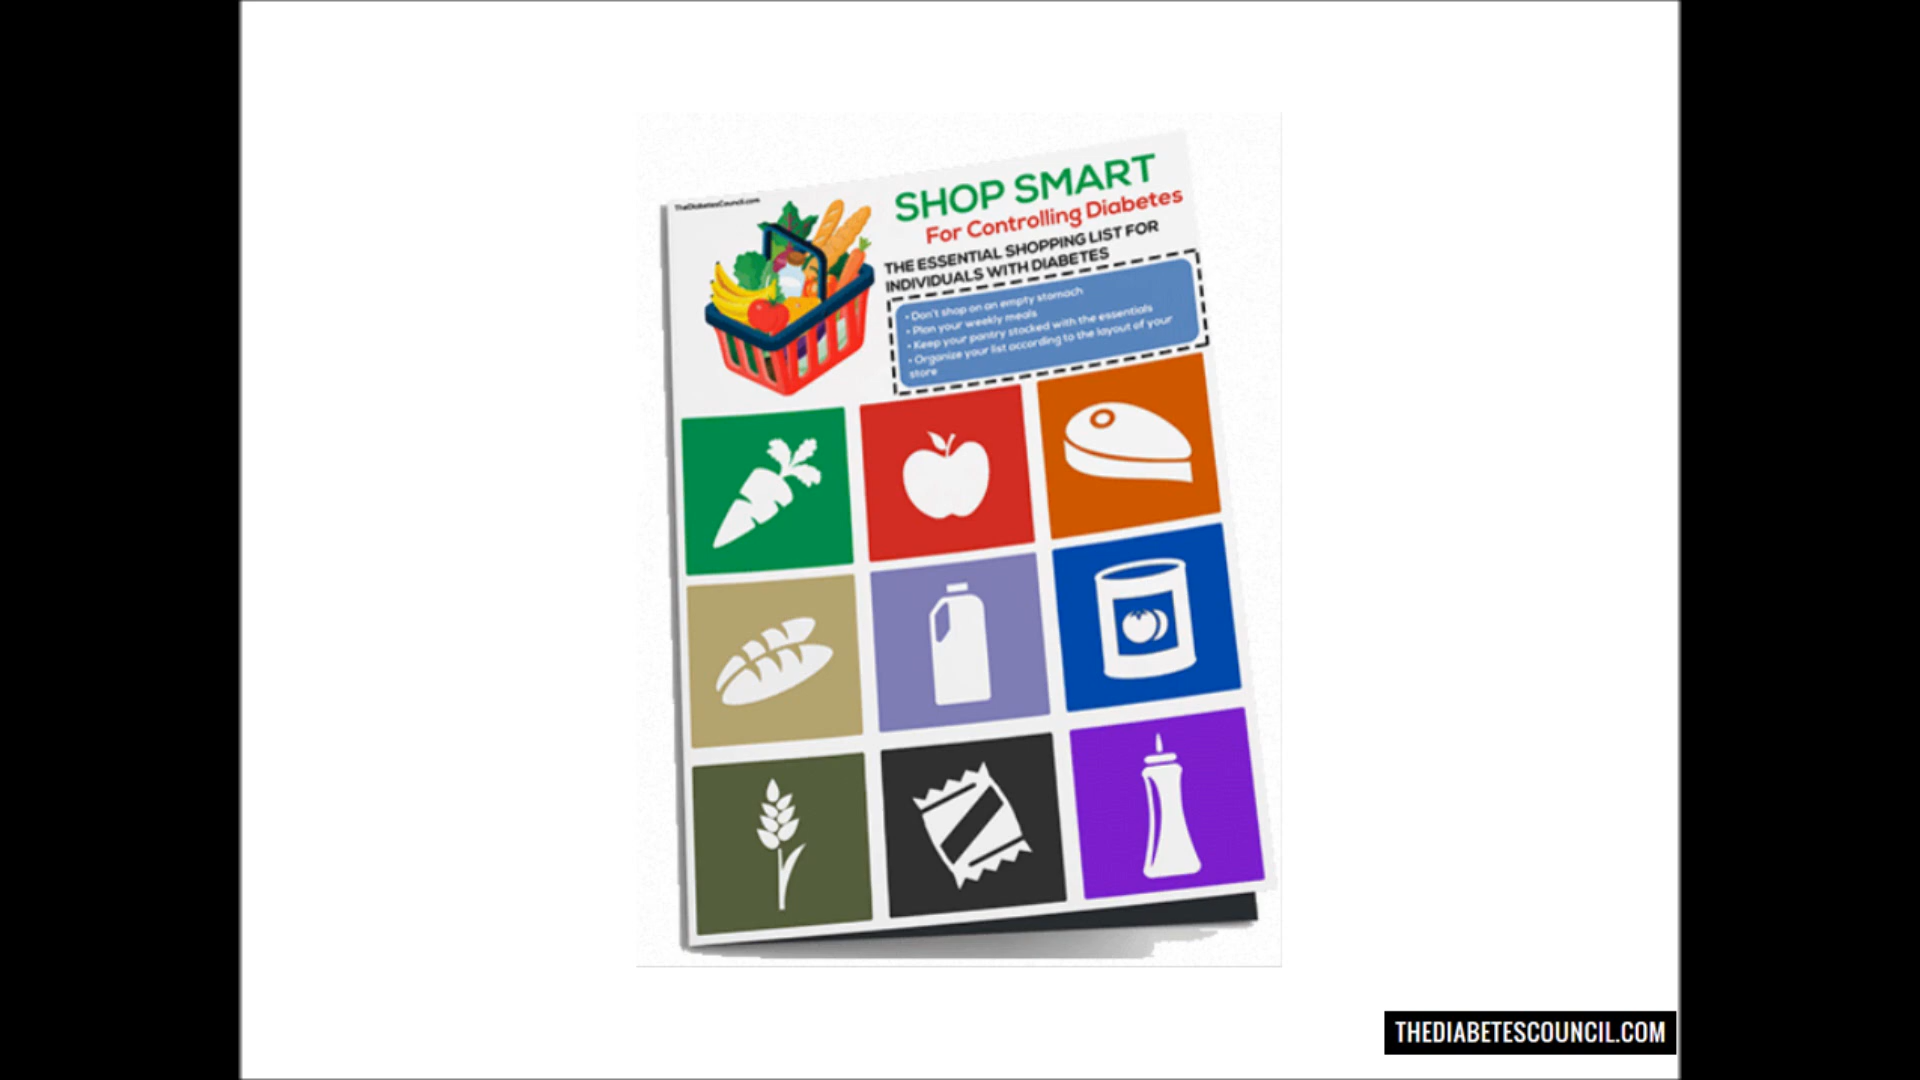 TheDiabetesCouncil.com
SHOP SMART
For Controlling Diabetes
THE ESSENTIAL SHOPPING LIST FOR
INDIVIDUALS WITH DIABETES
• Don't shop on an empty stomach
• Plan your weekly meals
• Keep your pantry stocked with the essentials
• Organize your list according to the layout of your
store
THEDIABETESCOUNCIL.COM